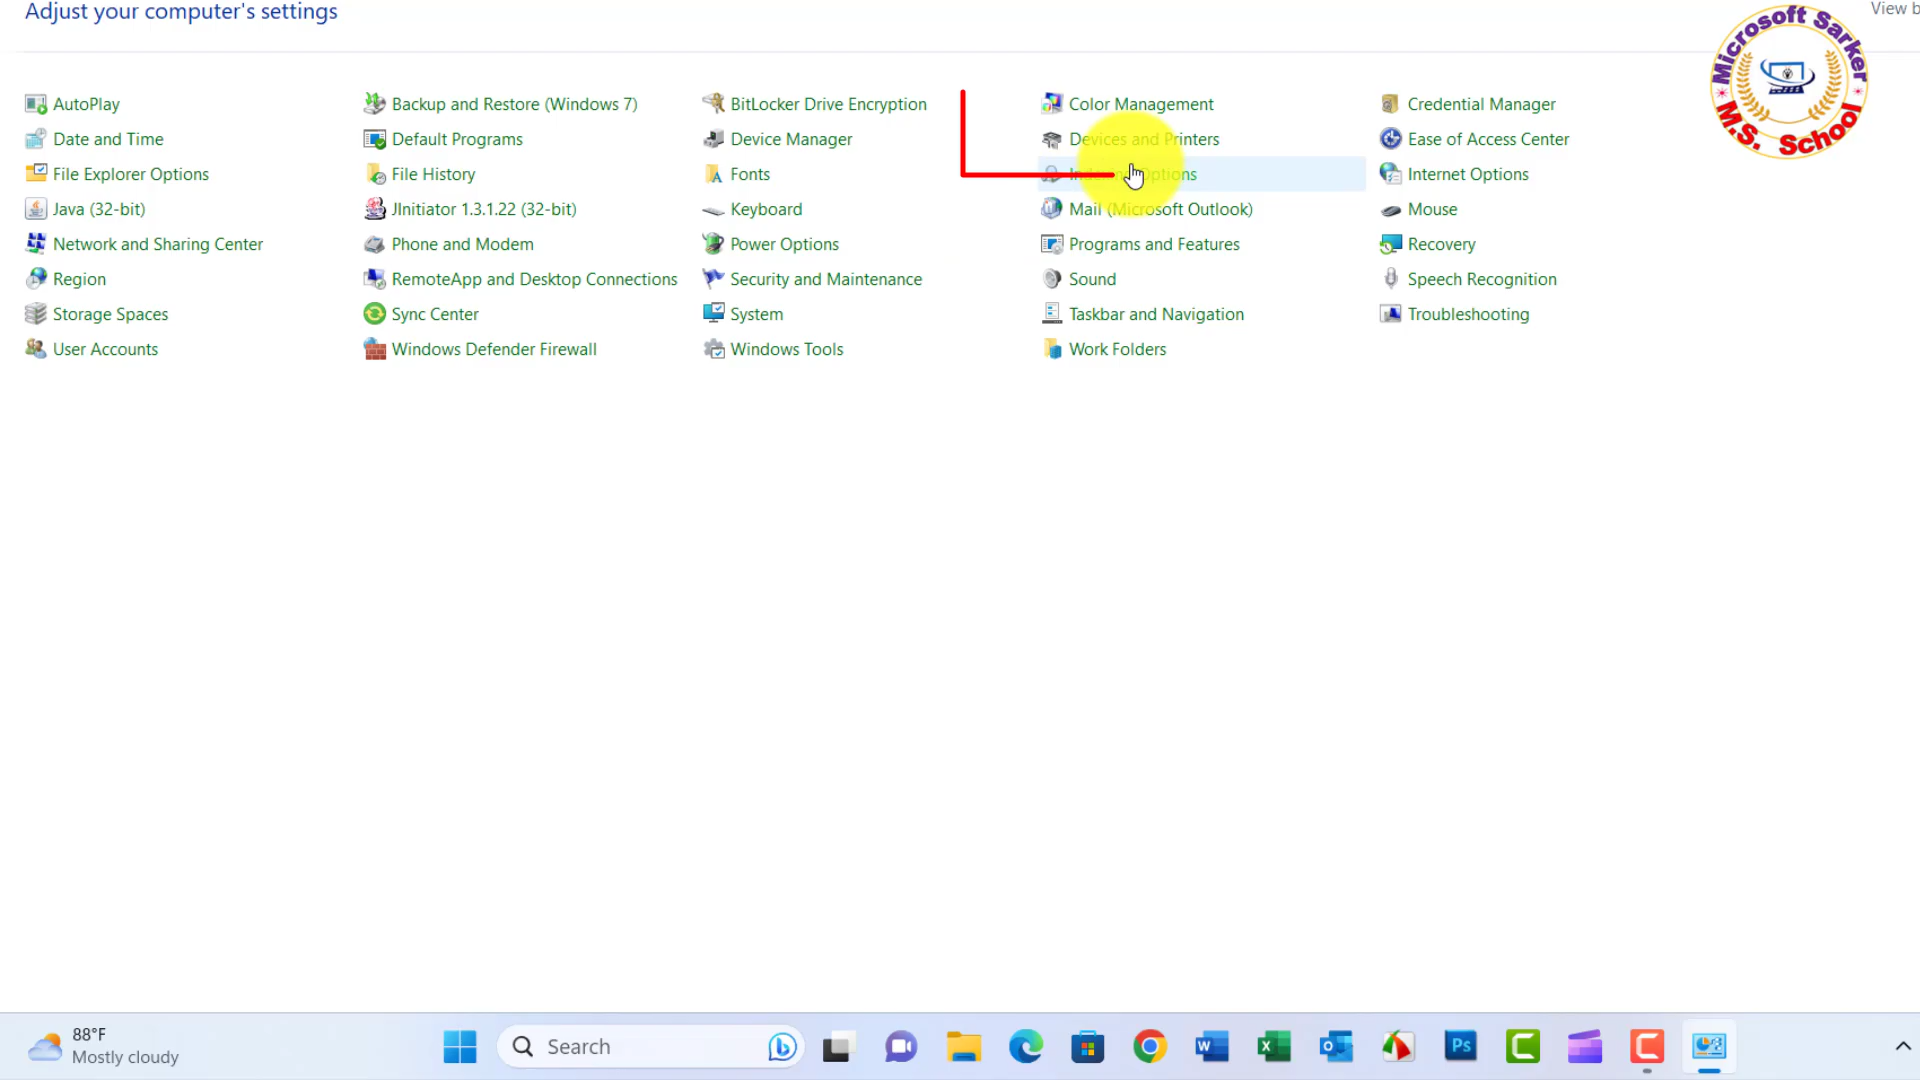 Adjust your computer's settings
View b
Microsoft Sarker
M.S. School
AutoPlay
Backup and Restore (Windows 7)
BitLocker Drive Encryption
Color Management
Credential Manager
Date and Time
Default Programs
Device Manager
Devices and Printers
Ease of Access Center
File Explorer Options
File History
Fonts
Options
Internet Options
Java (32-bit)
JInitiator 1.3.1.22 (32-bit)
Keyboard
Mail (Microsoft Outlook)
Mouse
Network and Sharing Center
Phone and Modem
Power Options
Programs and Features
Recovery
Region
RemoteApp and Desktop Connections
Security and Maintenance
Sound
Speech Recognition
Storage Spaces
Sync Center
System
Taskbar and Navigation
Troubleshooting
User Accounts
Windows Defender Firewall
Windows Tools
Work Folders
88°F
Mostly cloudy
Search
Ps